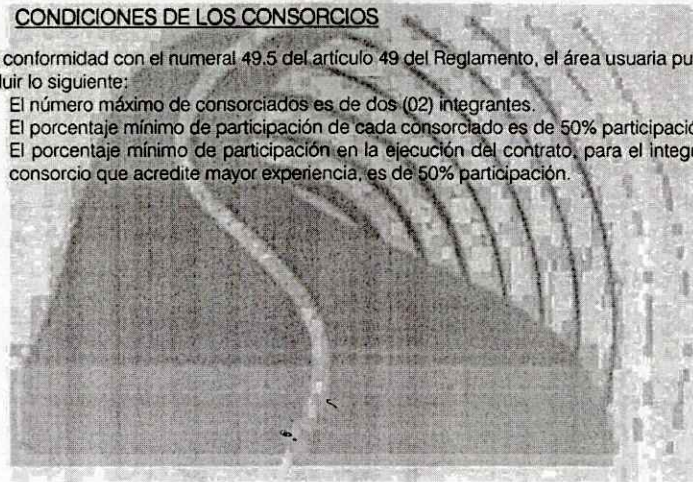 CONDICIONES DE LOS CONSORCIOS
conformidad con el numeral 49.5 del artículo 49 del Reglamento, el área usuaria pu
luir lo siguiente:
El número máximo de consorciados es de dos (02) integrantes.
El porcentaje mínimo de participación de cada consorciado es de 50% participació
El porcentaje mínimo de participación en la ejecución del contrato, para el integr
consorcio que acredite mayor experiencia, es de 50% participación.